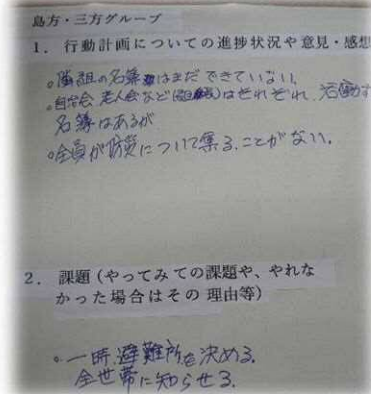 島方・三方グループ
1. 行動計画についての進捗状況や意見・感想
。隣組の名簿はまだできていない。
。自治会 老人会など はそれぞれ、活動す
名簿はあるが
。全員が防災について集る、ことがない。
2. 課題(やってみての課題や、やれな
かった場合はその理由等)
。一時避難所を決める。
全世帯に知らせる。